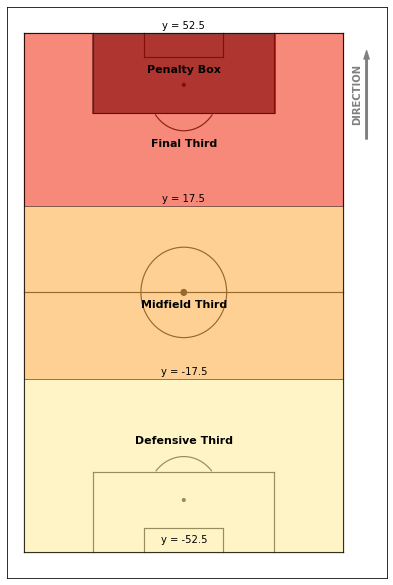 y = 52.5
Penalty Box
DIRECTION
Final Third
y = 17.5
Midfield Third
y = -17.5
Defensive Third
y = -52.5